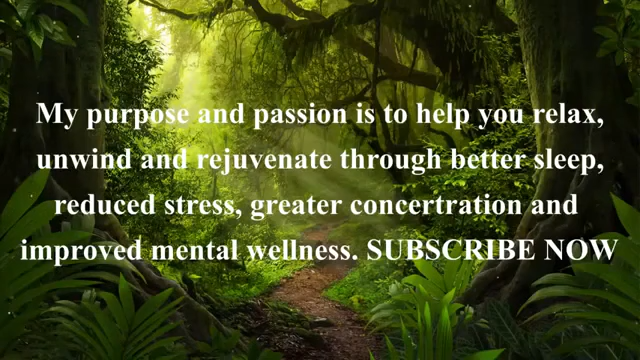 My purpose and passion is to help you relax,
unwind and rejuvenate through better sleep,
reduced stress, greater concertration and
improved mental wellness. SUBSCRIBE NOW